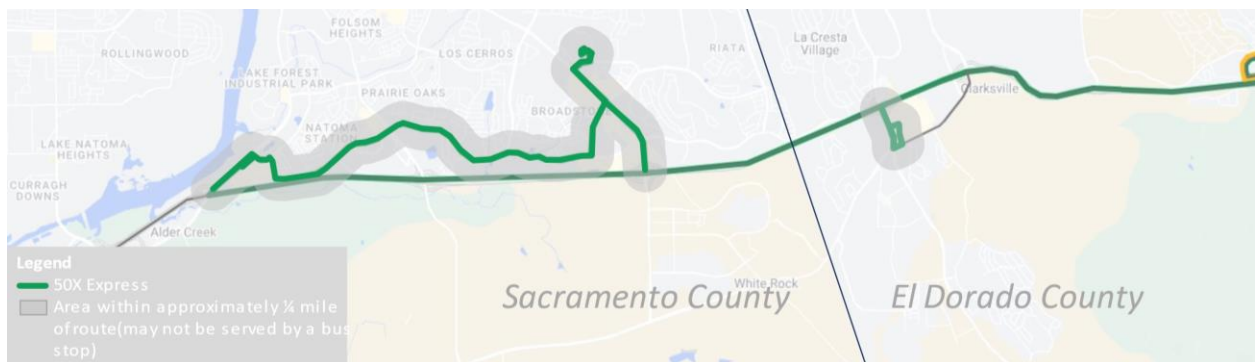 FOLSOM
HEIGHTS
ROLLINGWOOD
LOS CERROS
RIATA
La Cresta
Village
LAKE FOREST
INDUSTRIAL PARK
PRAIRIE OAKS
Clarksville
BROADSTO
NATOMA
STATION
LAKE NATOMA
HEIGHTS
CURRAGH
DOWNS
Alder Creek
Legend
50X Express
Area within approximately ¼ mile
of route(may not be served by a bus
stop)
White Rock
Sacramento County
El Dorado County